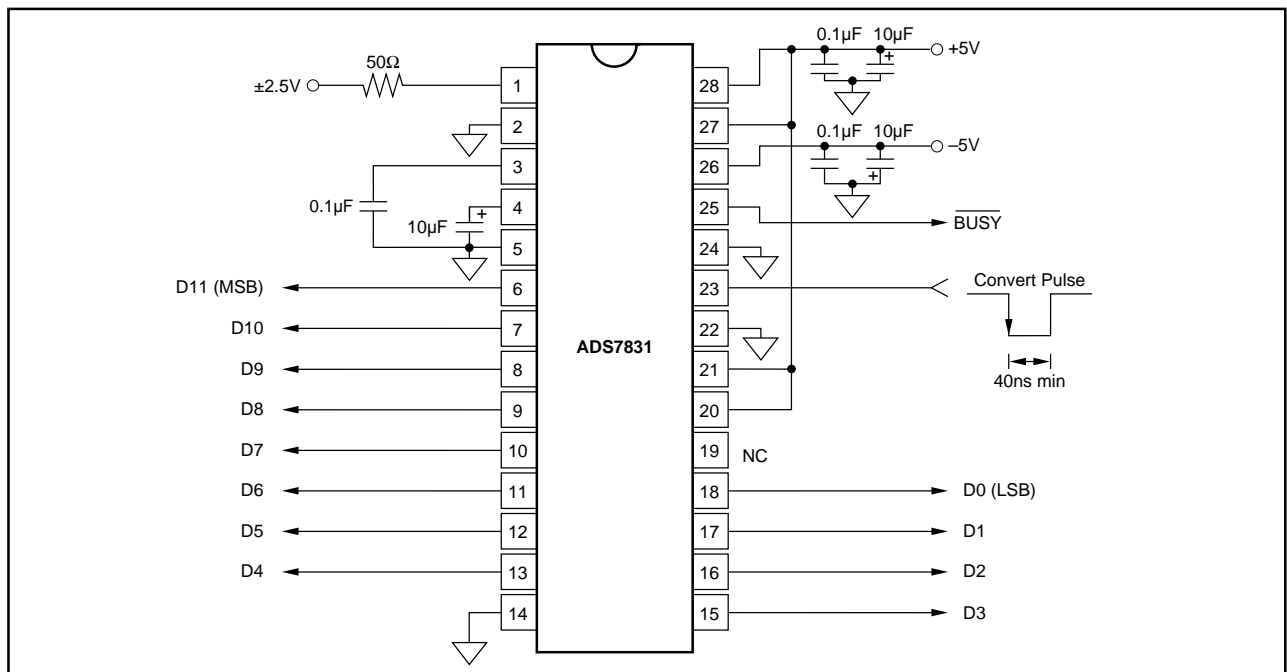 0.1µF 10µF
+5V
50Ω
±2.5V
1
28
2
27
0.1µF 10µF
–5V
3
26
4
25
BUSY
0.1µF
10µF
+
+
+
5
24
D11 (MSB)
6
23
Convert Pulse
D10
7
22
ADS7831
D9
8
21
40ns min
D8
9
20
D7
10
19
NC
D6
11
18
D0 (LSB)
D5
12
17
D1
D4
13
16
D2
14
15
D3